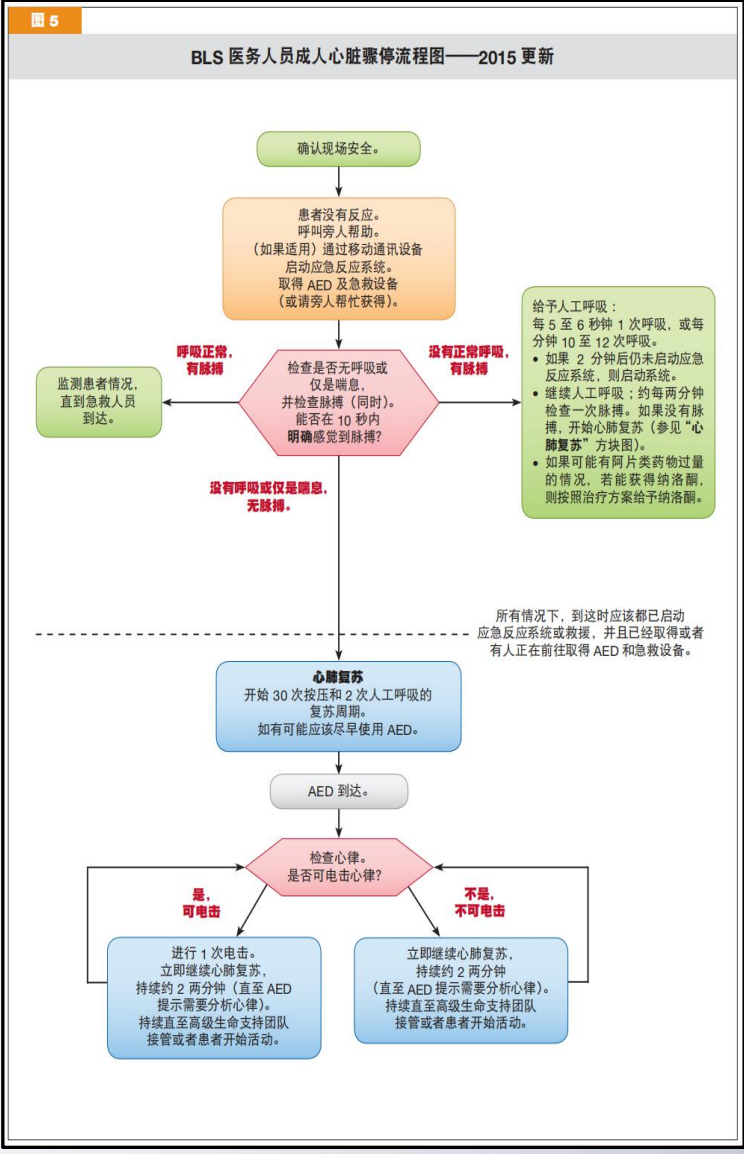 图 5
BLS 医务人员成人心脏骤停流程图——2015 更新
确认现场安全。
患者没有反应。
呼叫旁人帮助。
（如果适用）通过移动通讯设备
启动应急反应系统。
取得 AED 及急救设备
（或请旁人帮忙获得）。
呼吸正常，
有脉搏
监测患者情况，
直到急救人员
到达。
检查是否无呼吸或
仅是喘息，
并检查脉搏（同时）。
能否在 10 秒内
明确感觉到脉搏？
没有正常呼吸，
有脉搏
给予人工呼吸：
每 5 至 6 秒钟 1 次呼吸，或每
分钟 10 至 12 次呼吸。
• 如果 2 分钟后仍未启动应急
反应系统，则启动系统。
• 继续人工呼吸；约每两分钟
检查一次脉搏。如果没有脉
搏，开始心肺复苏（参见“心
肺复苏”方块图）。
• 如果可能有阿片类药物过量
的情况，若能获得纳洛酮，
则按照治疗方案给予纳洛酮。
没有呼吸或仅是喘息，
无脉搏。
所有情况下，到这时应该都已启动
应急反应系统或救援，并且已经取得或者
有人正在前往取得 AED 和急救设备。
心肺复苏
开始 30 次按压和 2 次人工呼吸的
复苏周期。
如有可能应该尽早使用 AED。
AED 到达。
检查心律。
是否可电击心律？
是，
可电击
不是，
不可电击
进行 1 次电击。
立即继续心肺复苏，
持续约 2 两分钟（直至 AED
提示需要分析心律）。
持续直至高级生命支持团队
接管或者患者开始活动。
立即继续心肺复苏，
持续约 2 两分钟
（直至 AED 提示需要分析心律）。
持续直至高级生命支持团队
接管或者患者开始活动。